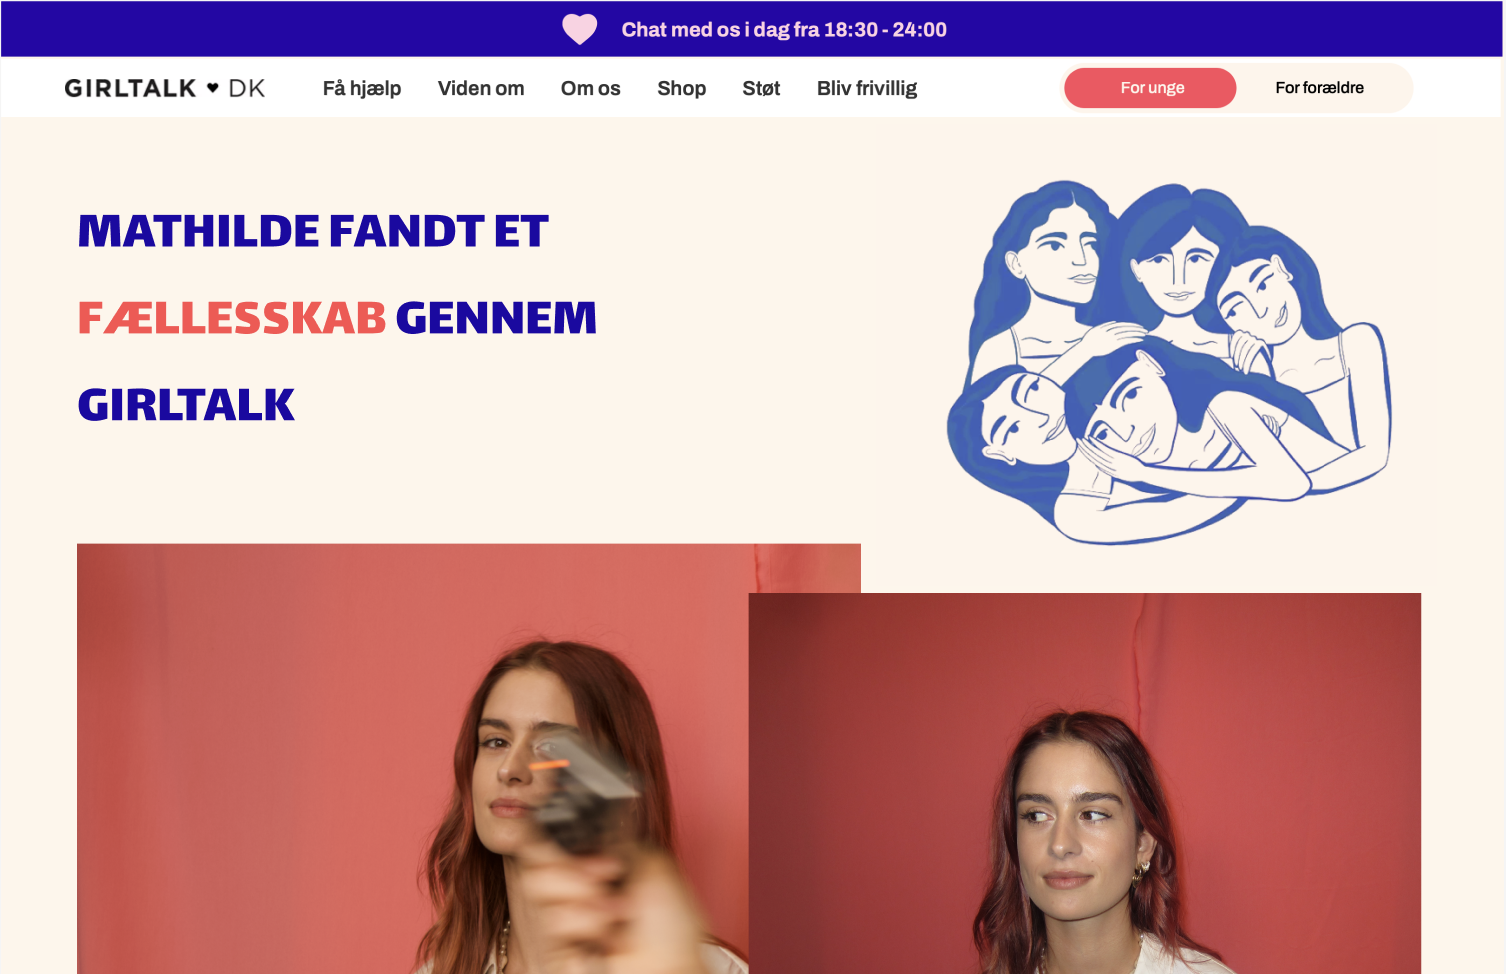 Chat med os i dag fra 18:30 - 24:00
GIRLTALK ♥ DK
Få hjælp
Viden om
Om os
Shop
Støt
Bliv frivillig
For unge
For forældre
MATHILDE FANDT ET
FÆLLESSKAB GENNEM
GIRLTALK